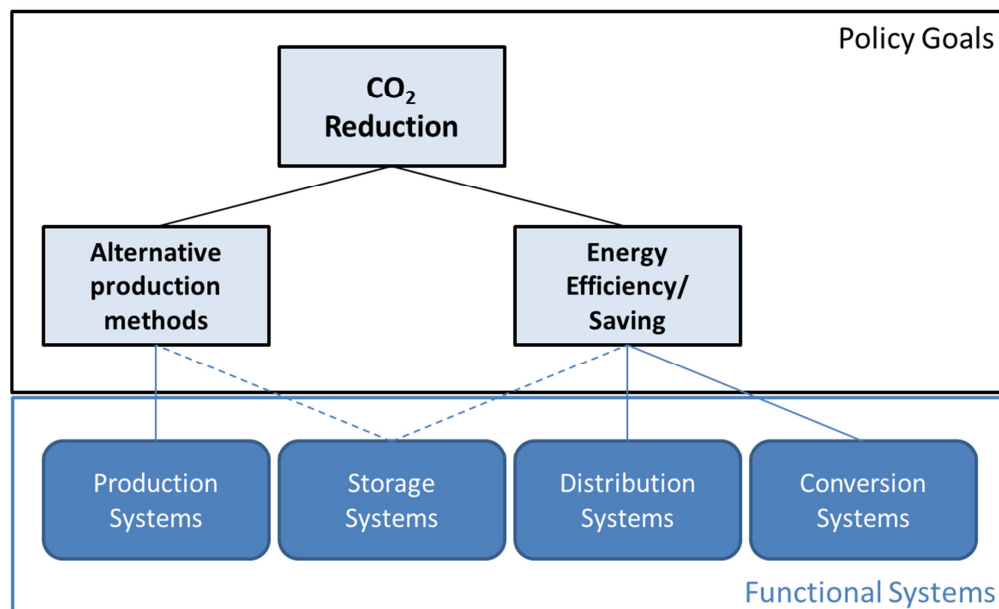 Policy Goals
CO₂
Reduction
Alternative
production
methods
Energy
Efficiency/
Saving
Production
Systems
Storage
Systems
Distribution
Systems
Conversion
Systems
Functional Systems